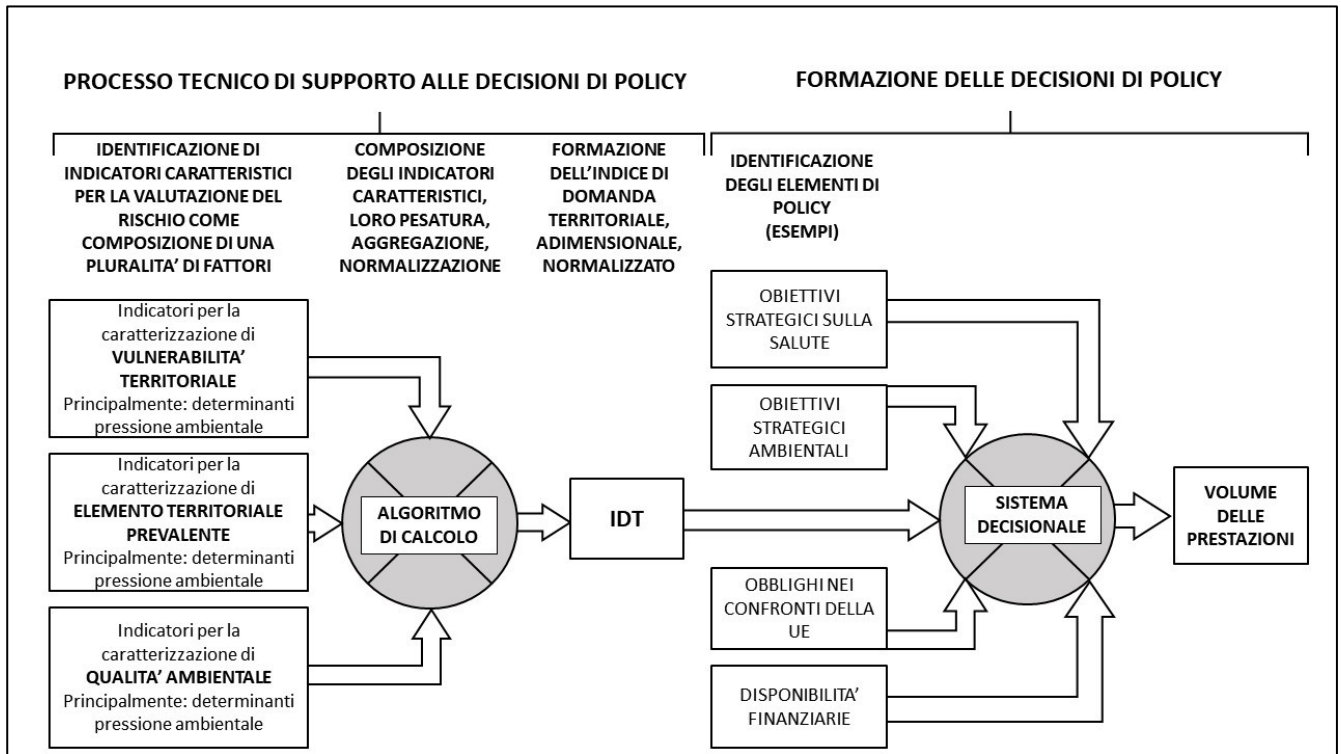 PROCESSO TECNICO DI SUPPORTO ALLE DECISIONI DI POLICY
FORMAZIONE DELLE DECISIONI DI POLICY
IDENTIFICAZIONE DI
INDICATORI CARATTERISTICI
PER LA VALUTAZIONE DEL
RISCHIO COME
COMPOSIZIONE DI UNA
PLURALITA’ DI FATTORI
COMPOSIZIONE
DEGLI INDICATORI
CARATTERISTICI,
LORO PESATURA,
AGGREGAZIONE,
NORMALIZZAZIONE
FORMAZIONE
DELL’INDICE DI
DOMANDA
TERRITORIALE,
ADIMENSIONALE,
NORMALIZZATO
IDENTIFICAZIONE
DEGLI ELEMENTI DI
POLICY
(ESEMPI)
Indicatori per la
caratterizzazione di
VULNERABILITA’
TERRITORIALE
Principalmente: determinanti
pressione ambientale
Indicatori per la
caratterizzazione di
ELEMENTO TERRITORIALE
PREVALENTE
Principalmente: determinanti
pressione ambientale
Indicatori per la
caratterizzazione di
QUALITA’ AMBIENTALE
Principalmente: determinanti
pressione ambientale
ALGORITMO
DI CALCOLO
IDT
OBIETTIVI
STRATEGICI SULLA
SALUTE
OBIETTIVI
STRATEGICI
AMBIENTALI
OBBLIGHI NEI
CONFRONTI DELLA
UE
DISPONIBILITA’
FINANZIARIE
SISTEMA
DECISIONALE
VOLUME
DELLE
PRESTAZIONI